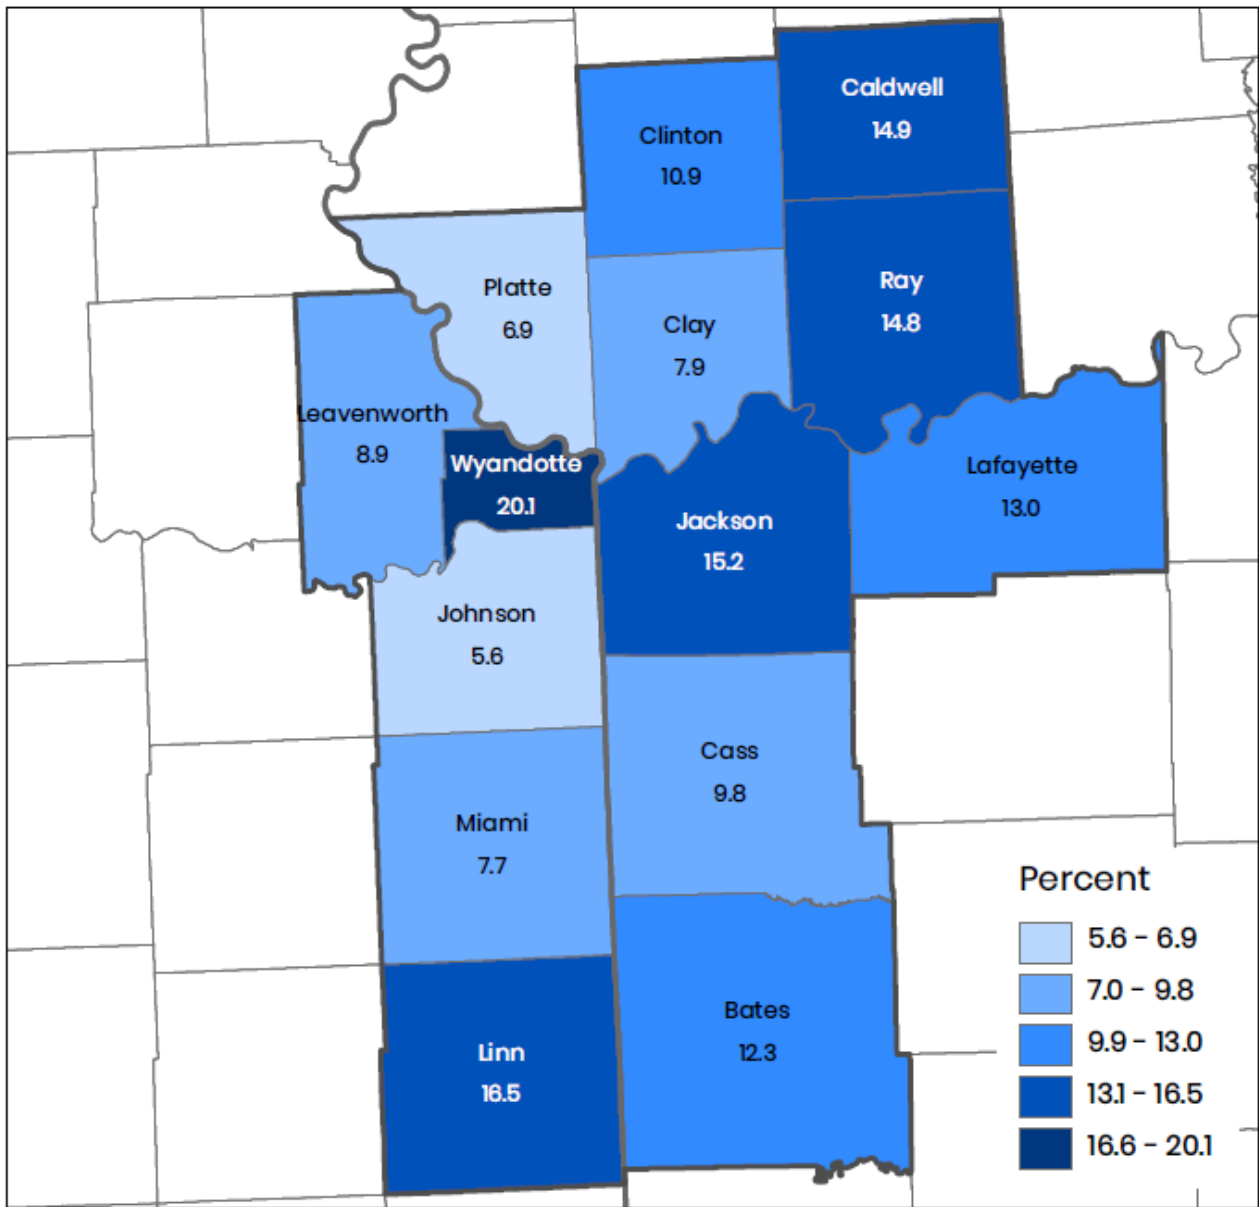 Caldwell
14.9
Clinton
10.9
Platte
6.9
Clay
7.9
Ray
14.8
Leavenworth
8.9
Wyandotte
20.1
Jackson
15.2
Lafayette
13.0
Johnson
5.6
Cass
9.8
Miami
7.7
Bates
12.3
Linn
16.5
Percent
5.6 - 6.9
7.0 - 9.8
9.9 - 13.0
13.1 - 16.5
16.6 - 20.1